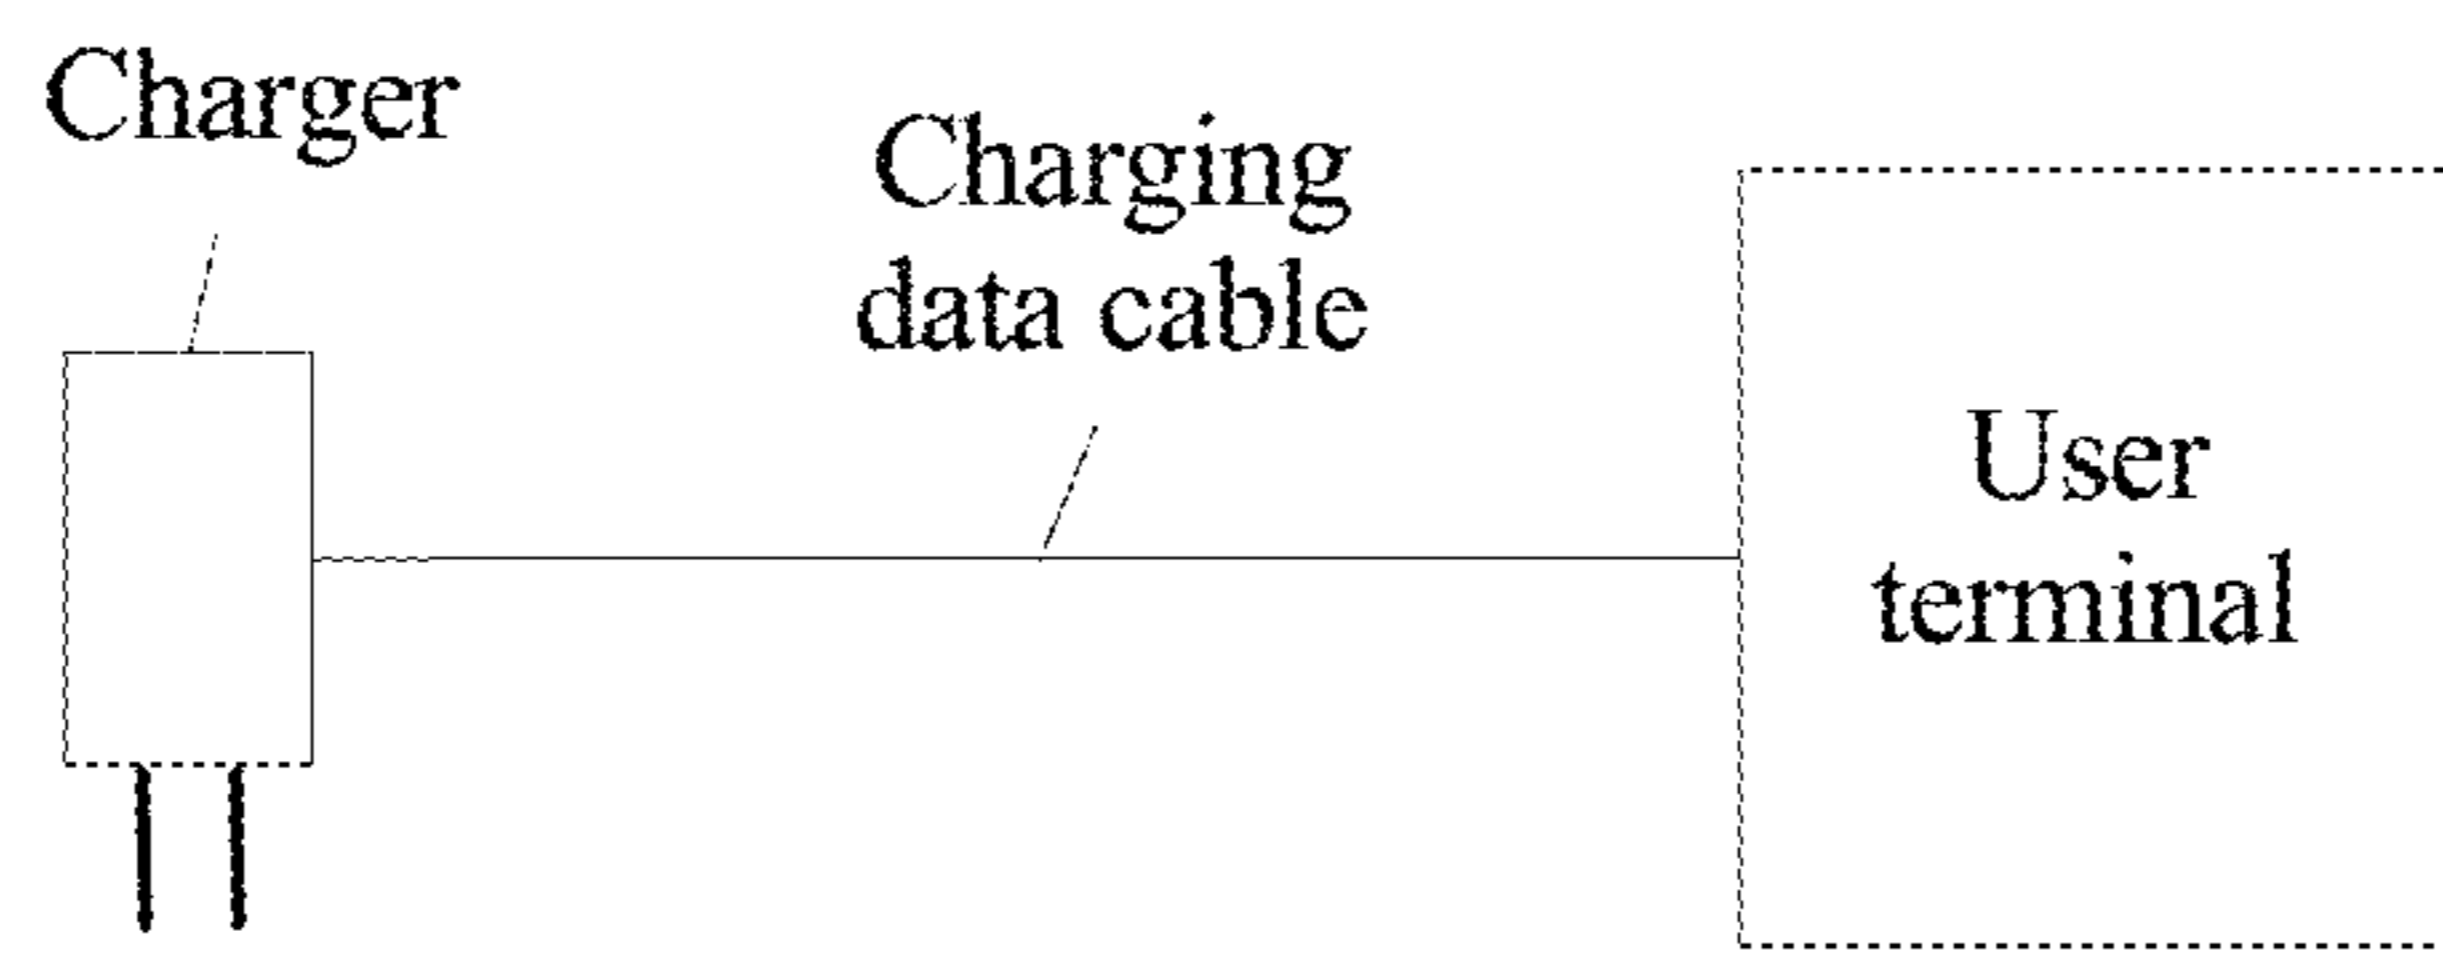 Charger
Charging
data cable
User
terminal